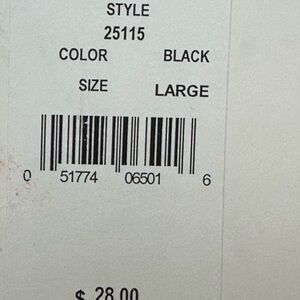 STYLE
25115
COLOR BLACK
SIZE LARGE
0 51774 06501 6
$ 28.00